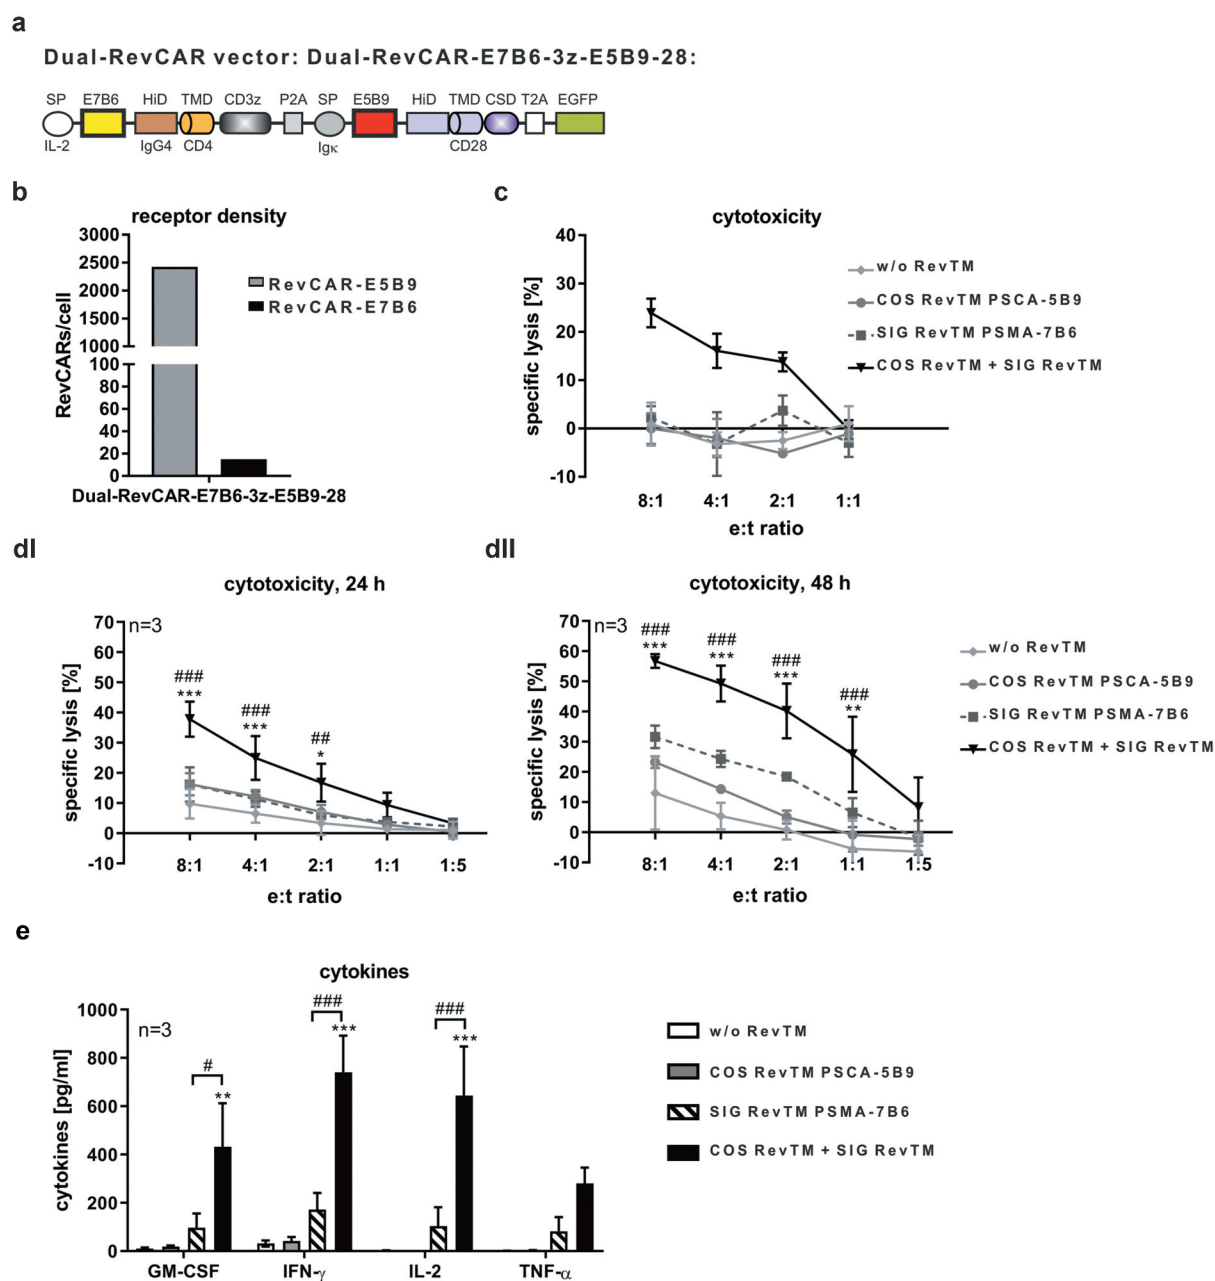 a
Dual-RevCAR vector: Dual-RevCAR-E7B6-3z-E5B9-28:
SP E7B6 HiD TMD CD3z P2A SP E5B9 HiD TMD CSD T2A EGFP
IL-2 IgG4 CD4 Igκ CD28
b
receptor density
RevCARs/cell
3000
2500
2000
1500
1000
100
80
60
40
20
0
RevCAR-E5B9
RevCAR-E7B6
Dual-RevCAR-E7B6-3z-E5B9-28
c
cytotoxicity
specific lysis [%]
40
30
20
10
0
-10
8:1 4:1 2:1 1:1
e:t ratio
w/o RevTM
COS RevTM PSCA-5B9
SIG RevTM PSMA-7B6
COS RevTM + SIG RevTM
dI
cytotoxicity, 24 h
n=3
specific lysis [%]
70
60
50
40
30
20
10
0
-10
### ### ##
*** *** *
8:1 4:1 2:1 1:1 1:5
e:t ratio
dII
cytotoxicity, 48 h
n=3
specific lysis [%]
70
60
50
40
30
20
10
0
-10
### ### ### ###
*** *** *** **
8:1 4:1 2:1 1:1 1:5
e:t ratio
w/o RevTM
COS RevTM PSCA-5B9
SIG RevTM PSMA-7B6
COS RevTM + SIG RevTM
e
cytokines
n=3
cytokines [pg/ml]
1000
800
600
400
200
0
# ### ###
** *** ***
GM-CSF IFN-γ IL-2 TNF-α
w/o RevTM
COS RevTM PSCA-5B9
SIG RevTM PSMA-7B6
COS RevTM + SIG RevTM